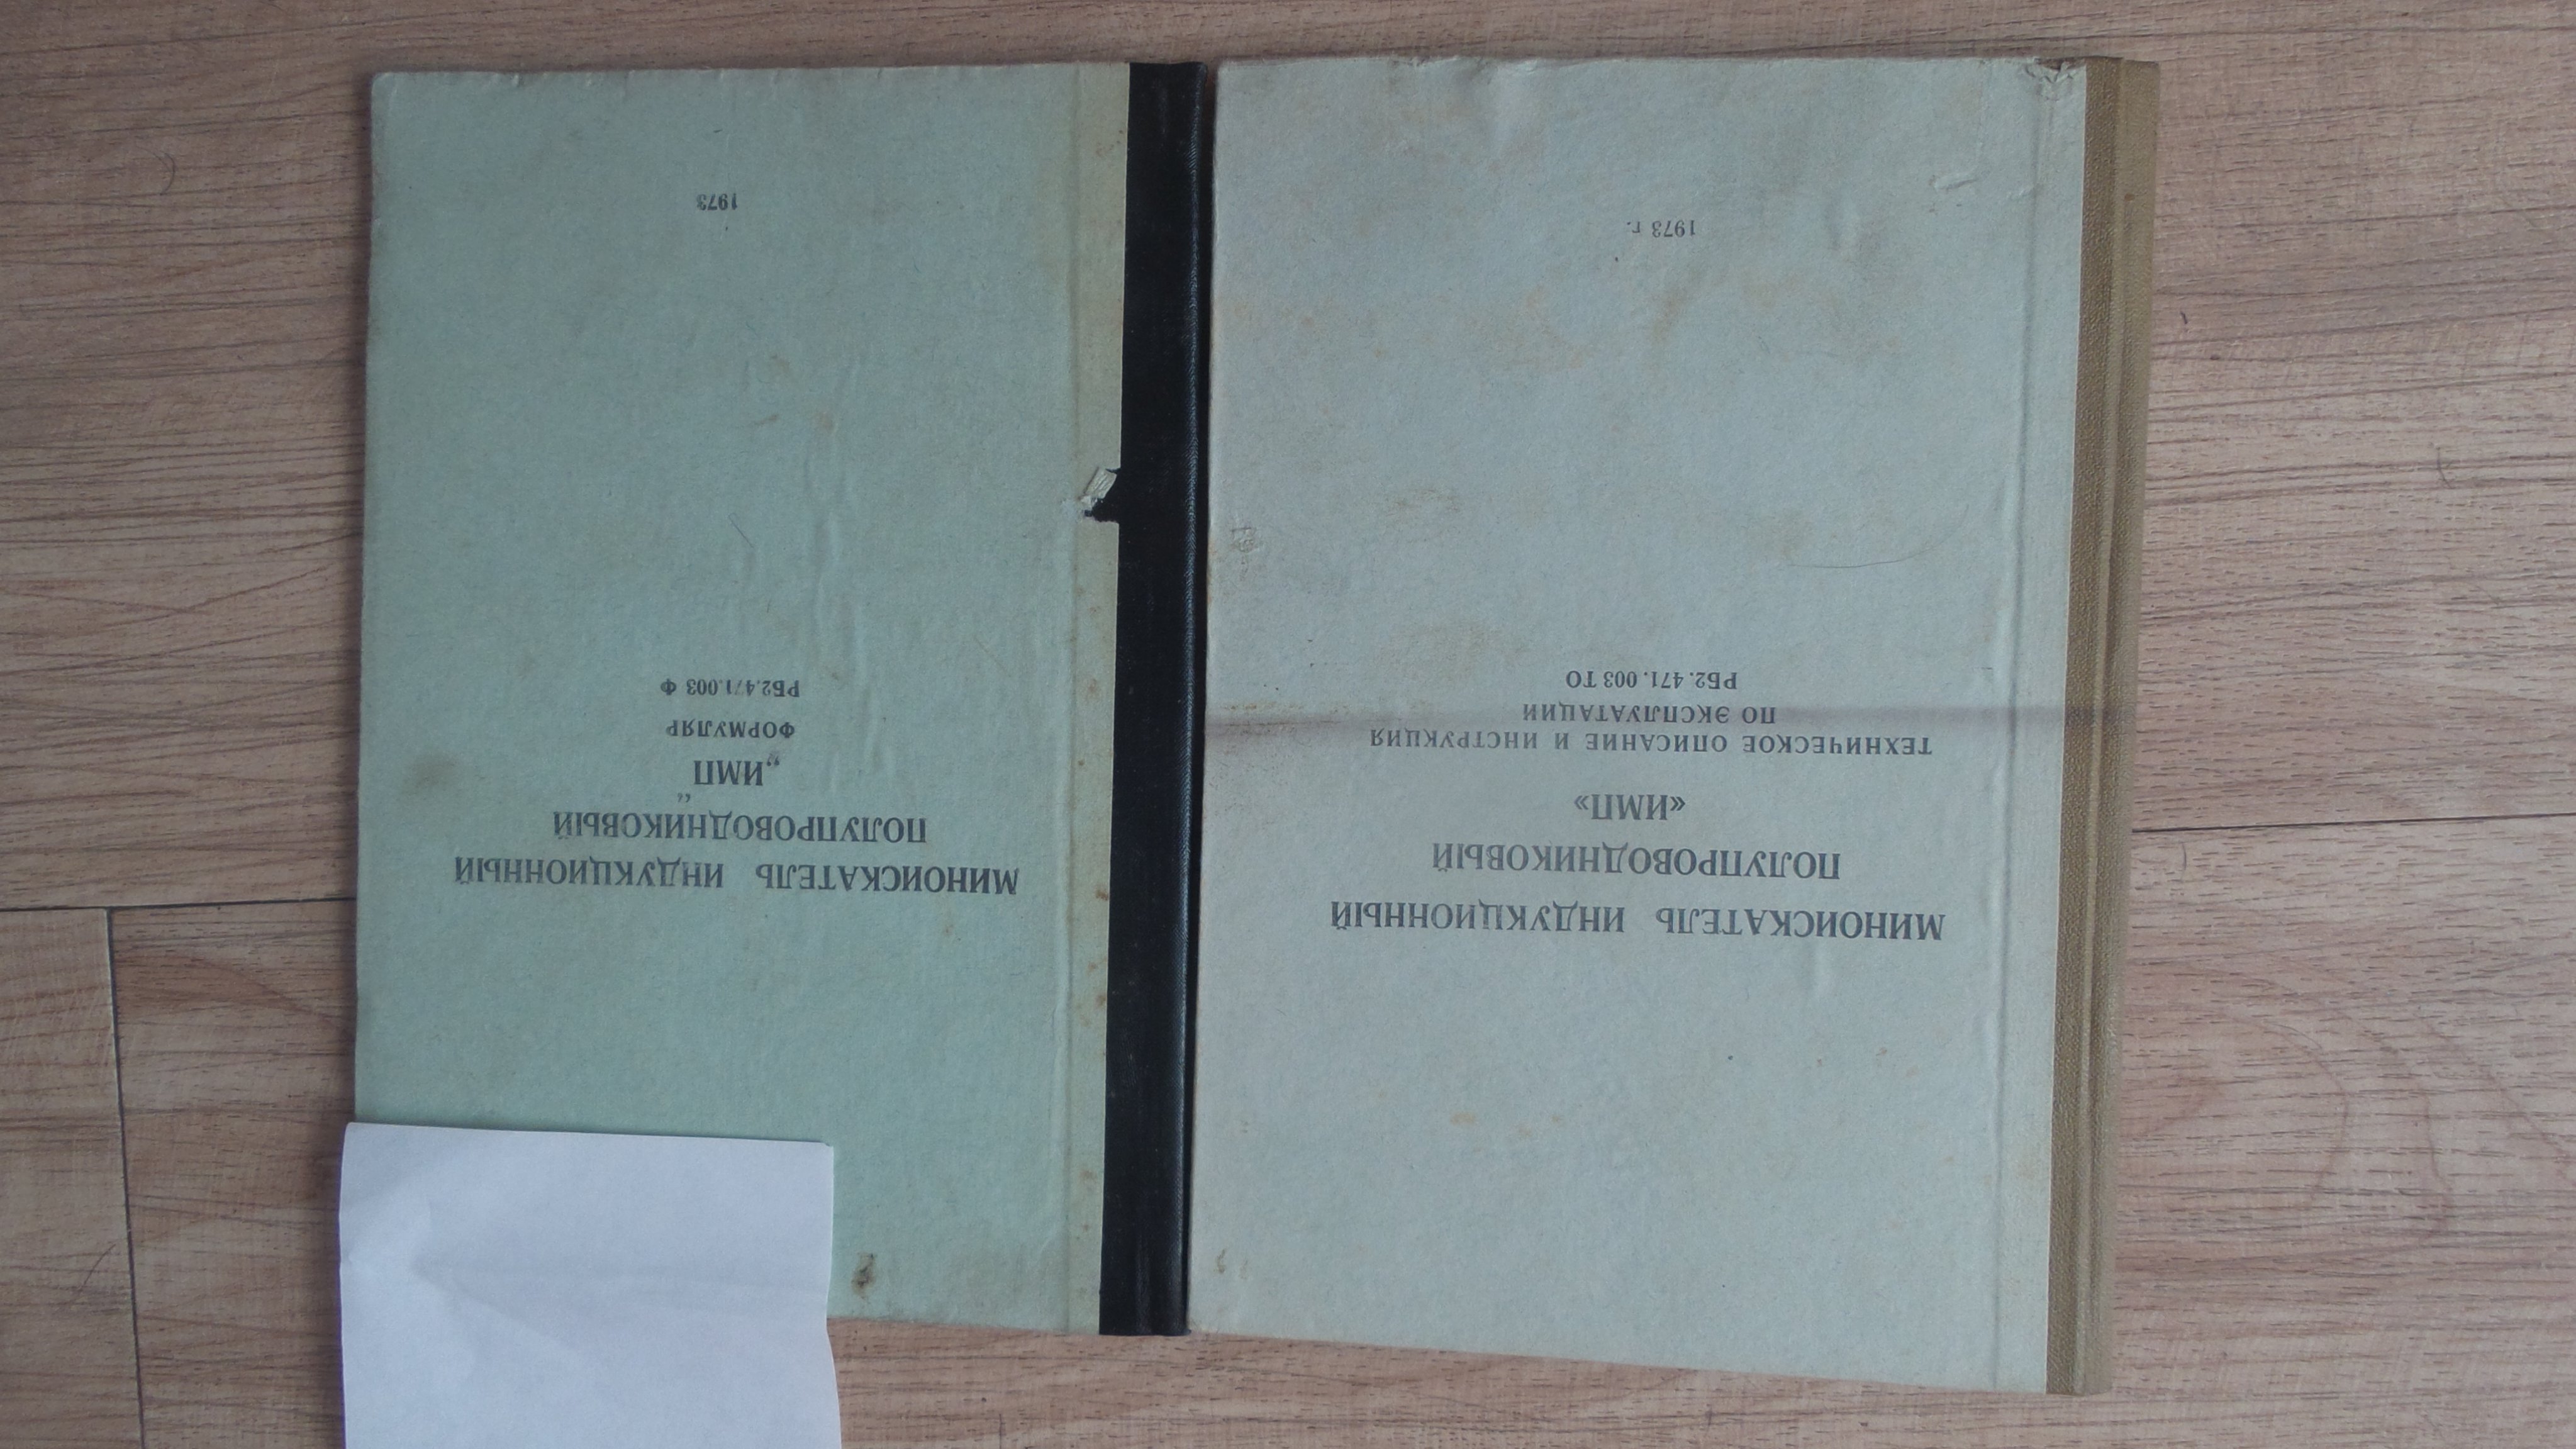 МИНОИСКАТЕЛЬ ИНДУКЦИОННЫЙ
ПОЛУПРОВОДНИКОВЫЙ
«ИМП»
ТЕХНИЧЕСКОЕ ОПИСАНИЕ И ИНСТРУКЦИЯ
ПО ЭКСПЛУАТАЦИИ
РБ2.471.003 ТО
1973 г.
МИНОИСКАТЕЛЬ ИНДУКЦИОННЫЙ
ПОЛУПРОВОДНИКОВЫЙ
„ИМП“
ФОРМУЛЯР
РБ2.471.003 Ф
1973